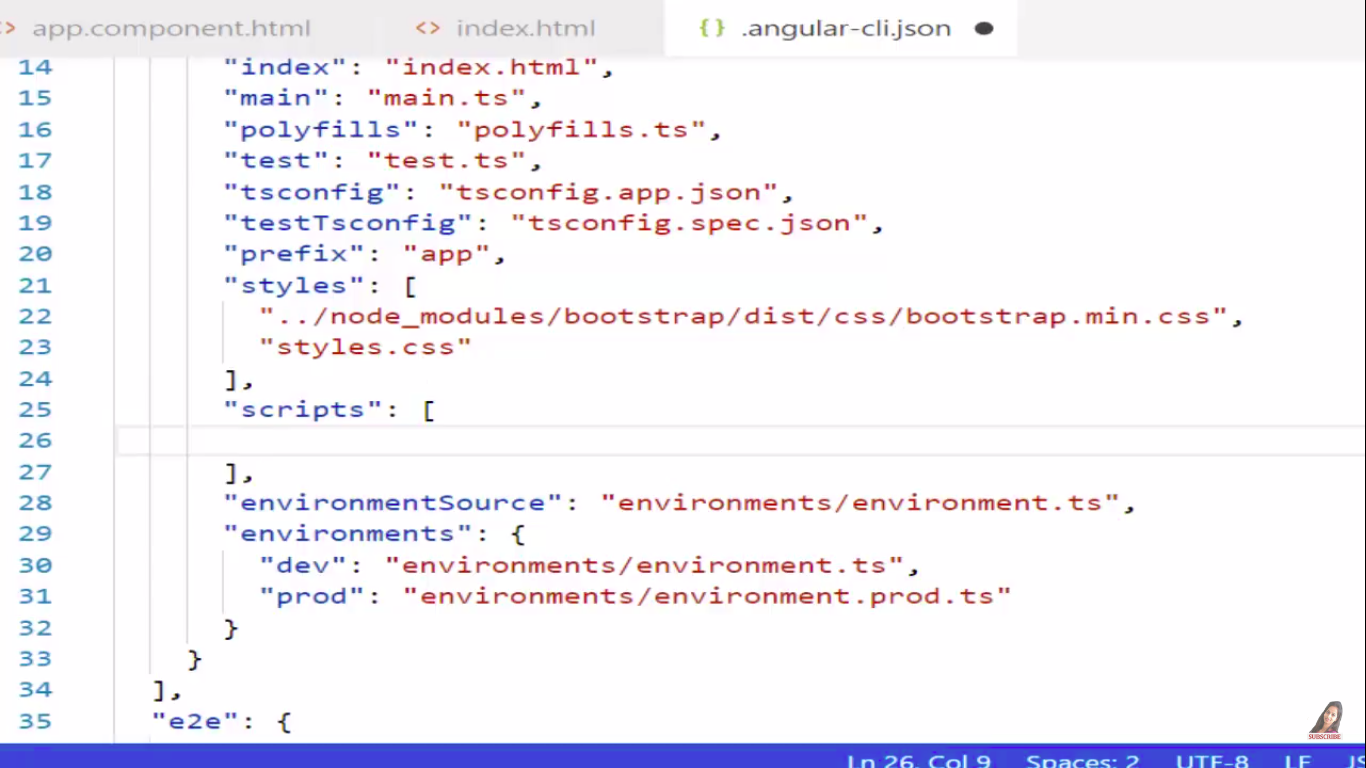 app.component.html index.html .angular-cli.json
14 "index": "index.html",
15 "main": "main.ts",
16 "polyfills": "polyfills.ts",
17 "test": "test.ts",
18 "tsconfig": "tsconfig.app.json",
19 "testTsconfig": "tsconfig.spec.json",
20 "prefix": "app",
21 "styles": [
22 "../node_modules/bootstrap/dist/css/bootstrap.min.css",
23 "styles.css"
24 ],
25 "scripts": [
26
27 ],
28 "environmentSource": "environments/environment.ts",
29 "environments": {
30 "dev": "environments/environment.ts",
31 "prod": "environments/environment.prod.ts"
32 }
33 }
34 ],
35 "e2e": {
SUBSCRIBE
Ln 26, Col 9 Spaces: 2 UTF-8 LF JS